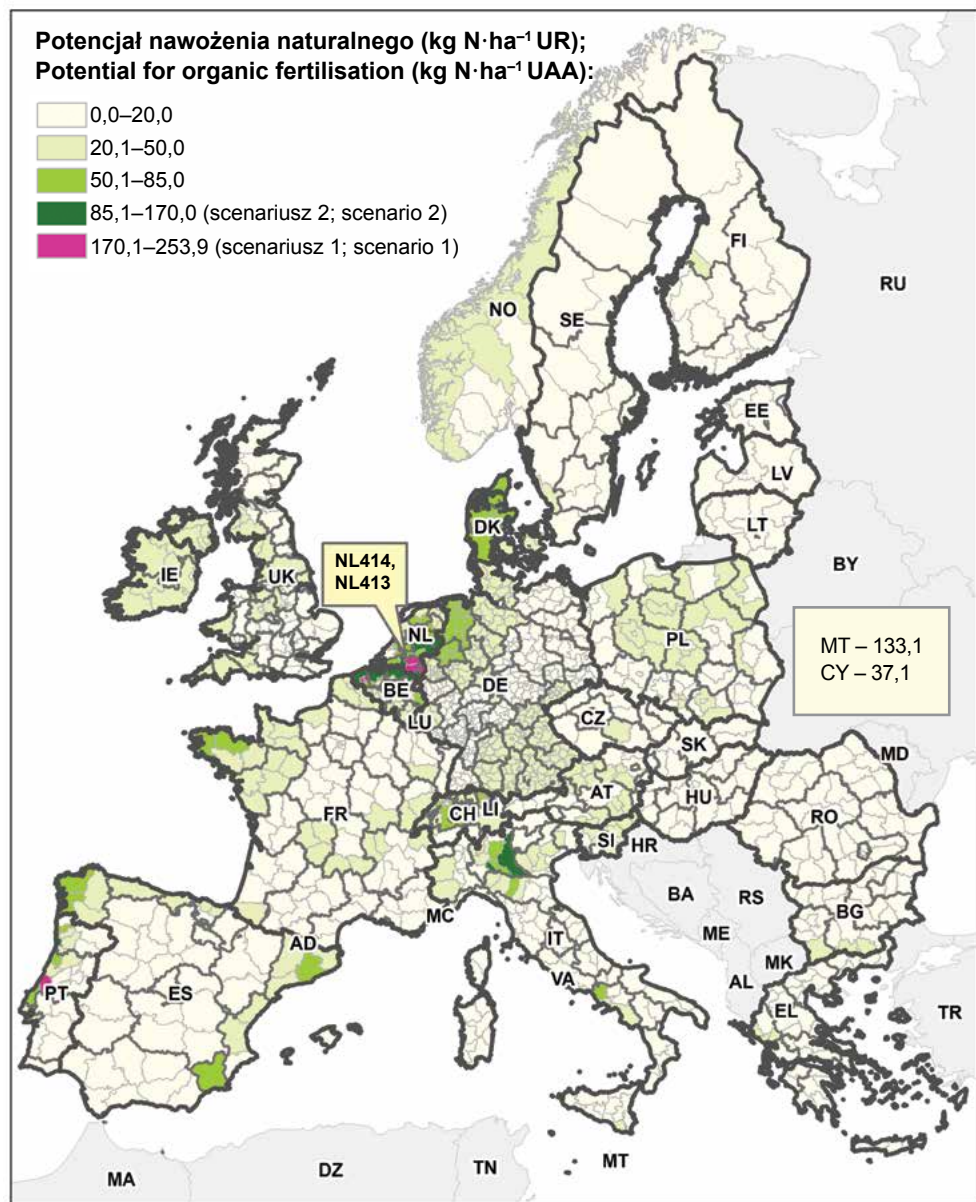 Potencjał nawożenia naturalnego (kg N·ha⁻¹ UR);
Potential for organic fertilisation (kg N·ha⁻¹ UAA):
0,0–20,0
20,1–50,0
50,1–85,0
85,1–170,0 (scenariusz 2; scenario 2)
170,1–253,9 (scenariusz 1; scenario 1)
FI
RU
NO
SE
EE
LV
LT
DK
BY
NL414,
NL413
IE
UK
NL
PL
MT – 133,1
CY – 37,1
BE
DE
LU
CZ
SK
MD
AT
HU
FR
CH
LI
RO
SI
HR
BA
RS
MC
BG
AD
IT
ME
MK
VA
AL
PT
ES
EL
TR
MT
MA
DZ
TN